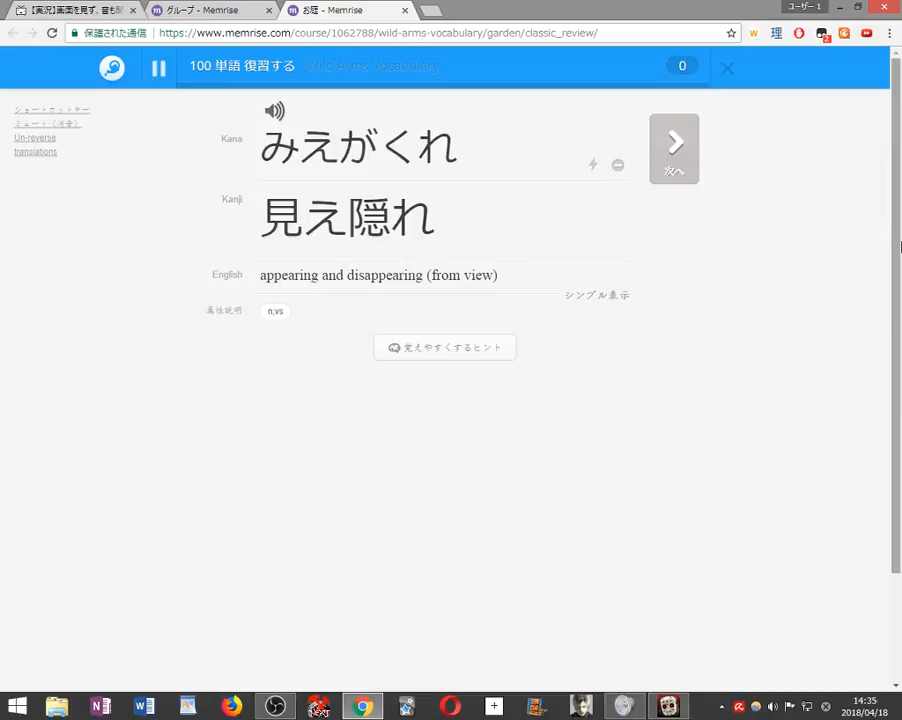 【実況】画面を見ず、音も
グループ - Memrise
お庭 - Memrise
ユーザー 1
保護された通信
https://www.memrise.com/course/1062788/wild-arms-vocabulary/garden/classic_review/
100 単語 復習する
Wild Arms Vocabulary
0
ショートカットキー
ミュート（消音）
Un-reverse
translations
Kana
みえがくれ
次へ
Kanji
見え隠れ
English
appearing and disappearing (from view)
シンプル表示
属性説明
n;vs
覚えやすくするヒント
14:35
2018/04/18